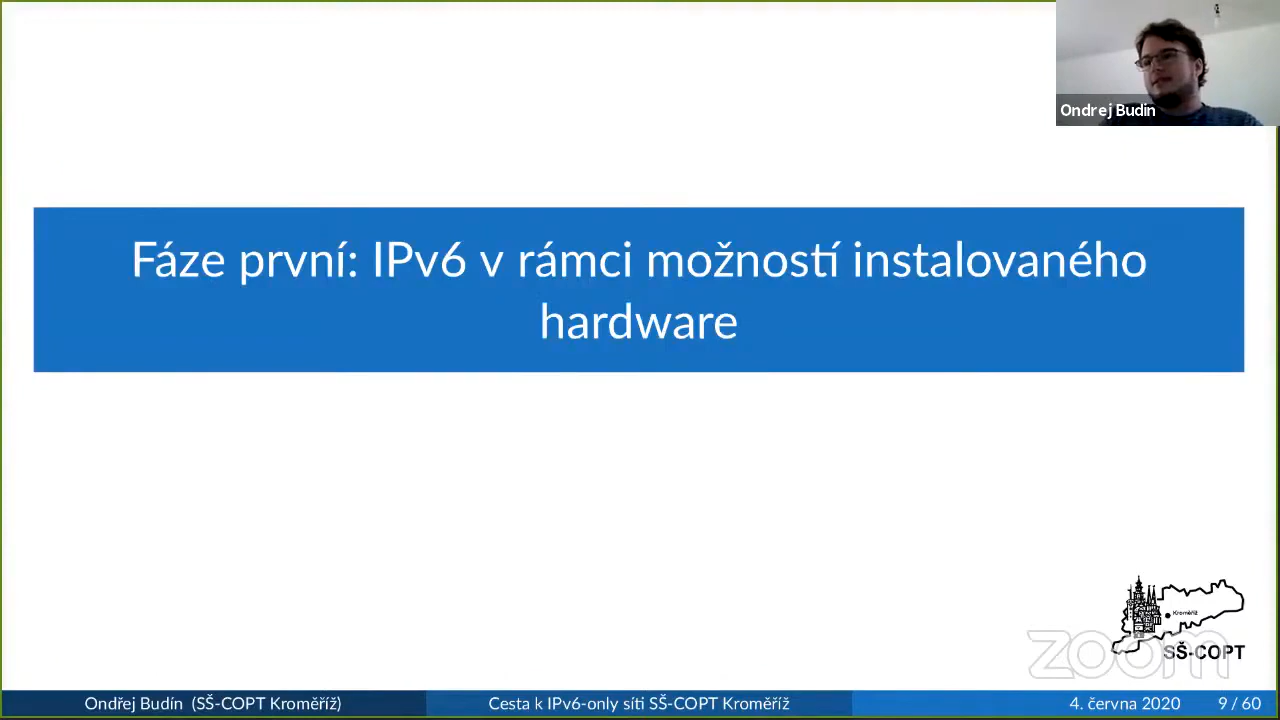 Ondrej Budin
Fáze první: IPv6 v rámci možností instalovaného
hardware
Kroměříž
zoom
SŠ-COPT
Ondřej Budín (SŠ-COPT Kroměříž)
Cesta k IPv6-only síti SŠ-COPT Kroměříž
4. června 2020
9 / 60